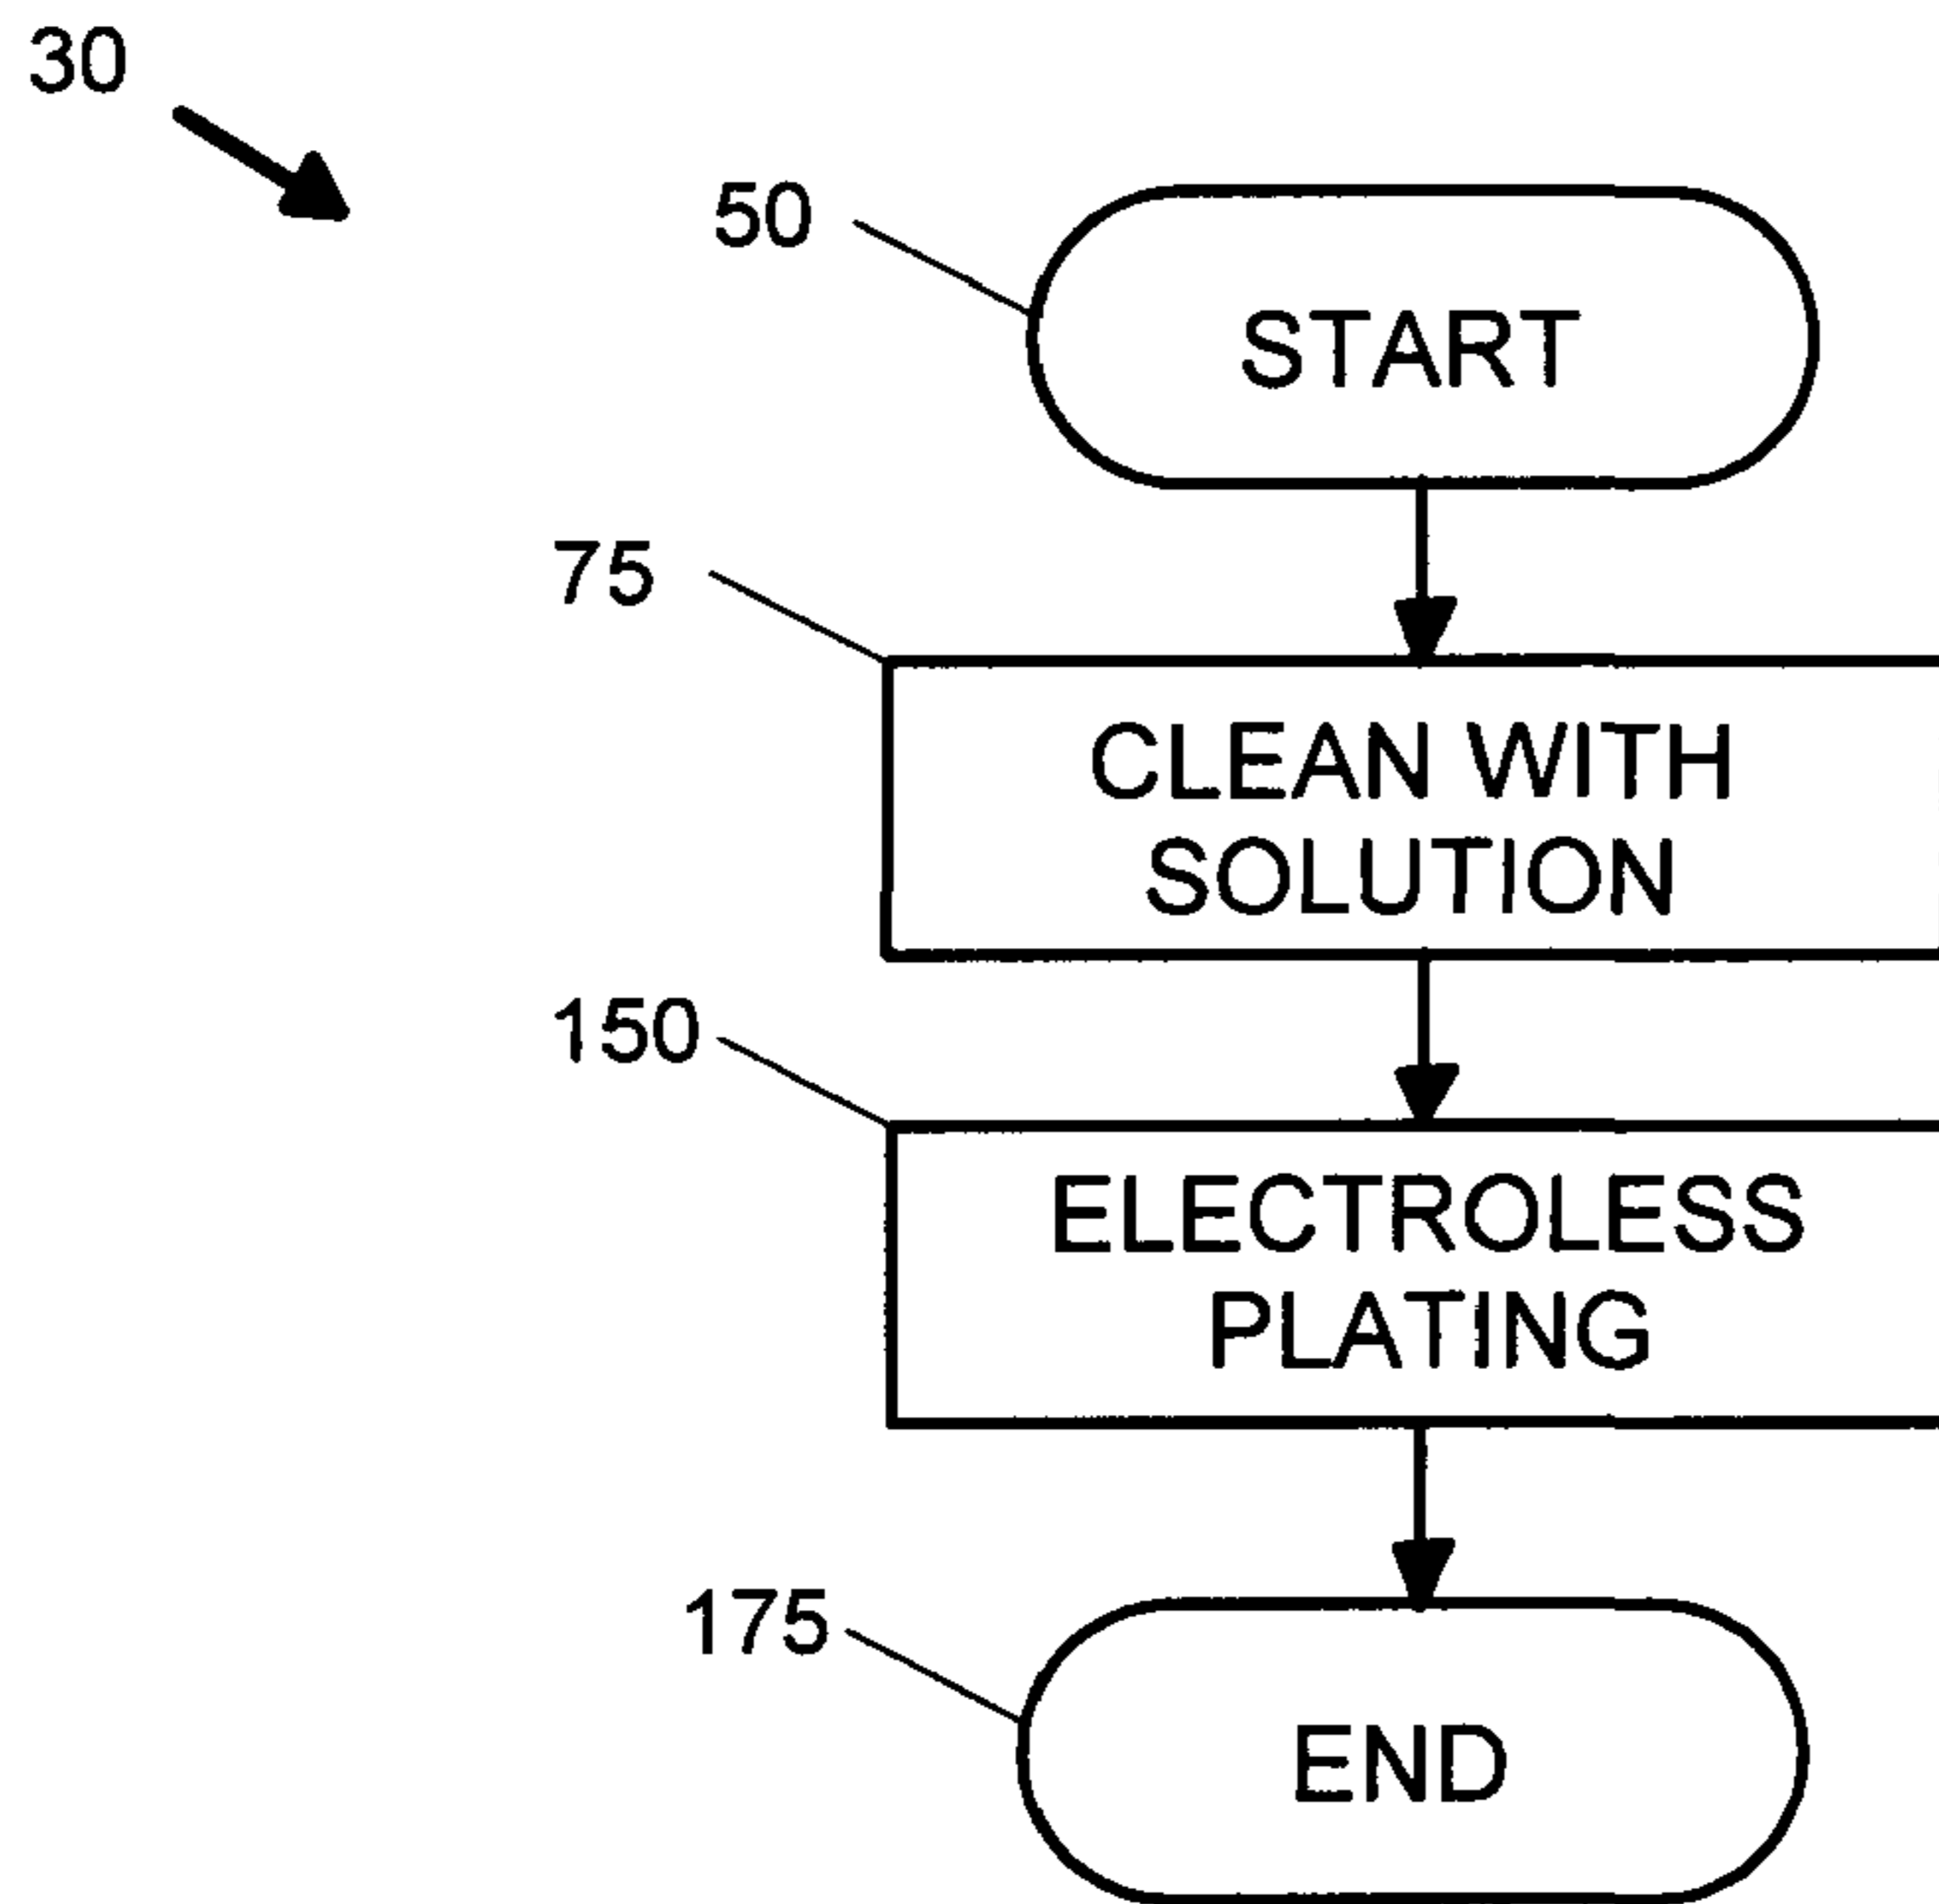 30
50
START
75
CLEAN WITH
SOLUTION
150
ELECTROLESS
PLATING
175
END